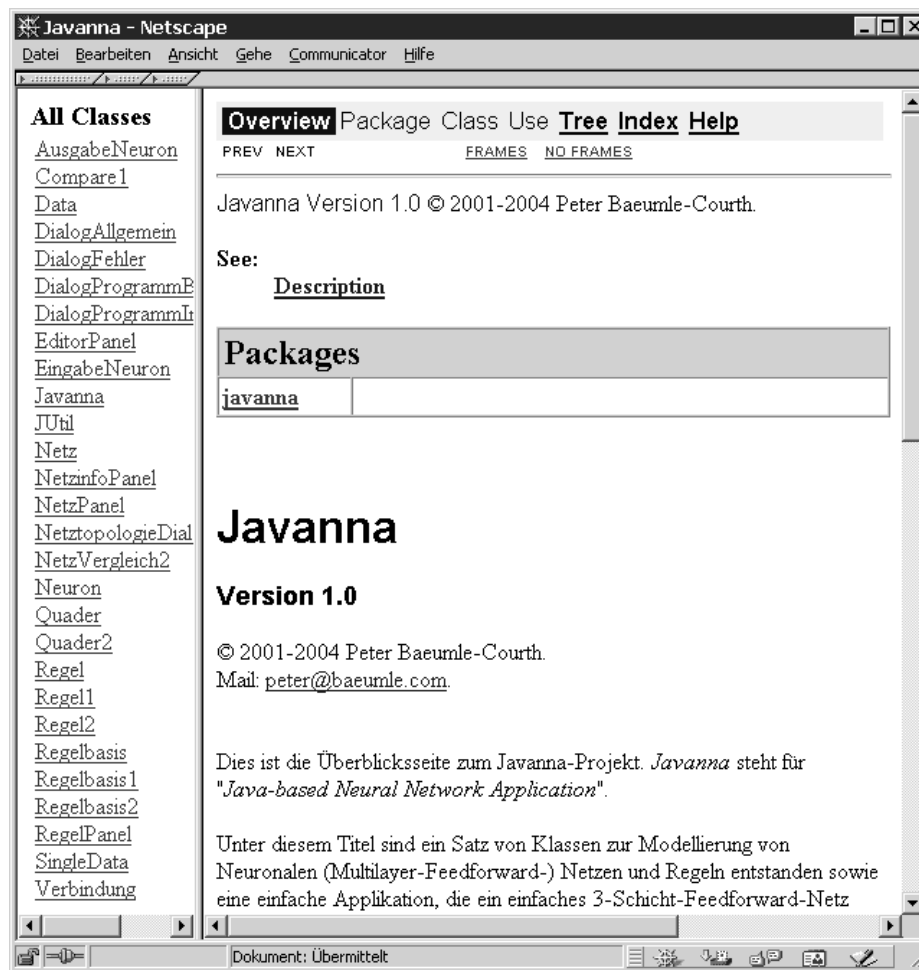 Javanna - Netscape
Datei Bearbeiten Ansicht Gehe Communicator Hilfe
All Classes
AusgabeNeuron
Compare1
Data
DialogAllgemein
DialogFehler
DialogProgrammB
DialogProgrammIr
EditorPanel
EingabeNeuron
Javanna
JUtil
Netz
NetzinfoPanel
NetzPanel
NetztopologieDial
NetzVergleich2
Neuron
Quader
Quader2
Regel
Regel1
Regel2
Regelbasis
Regelbasis1
Regelbasis2
RegelPanel
SingleData
Verbindung
Overview Package Class Use Tree Index Help
PREV NEXT FRAMES NO FRAMES
Javanna Version 1.0 © 2001-2004 Peter Baeumle-Courth.
See:
Description
Packages
javanna
Javanna
Version 1.0
© 2001-2004 Peter Baeumle-Courth.
Mail: peter@baeumle.com.
Dies ist die Überblicksseite zum Javanna-Projekt. Javanna steht für
"Java-based Neural Network Application".
Unter diesem Titel sind ein Satz von Klassen zur Modellierung von
Neuronalen (Multilayer-Feedforward-) Netzen und Regeln entstanden sowie
eine einfache Applikation, die ein einfaches 3-Schicht-Feedforward-Netz
Dokument: Übermittelt